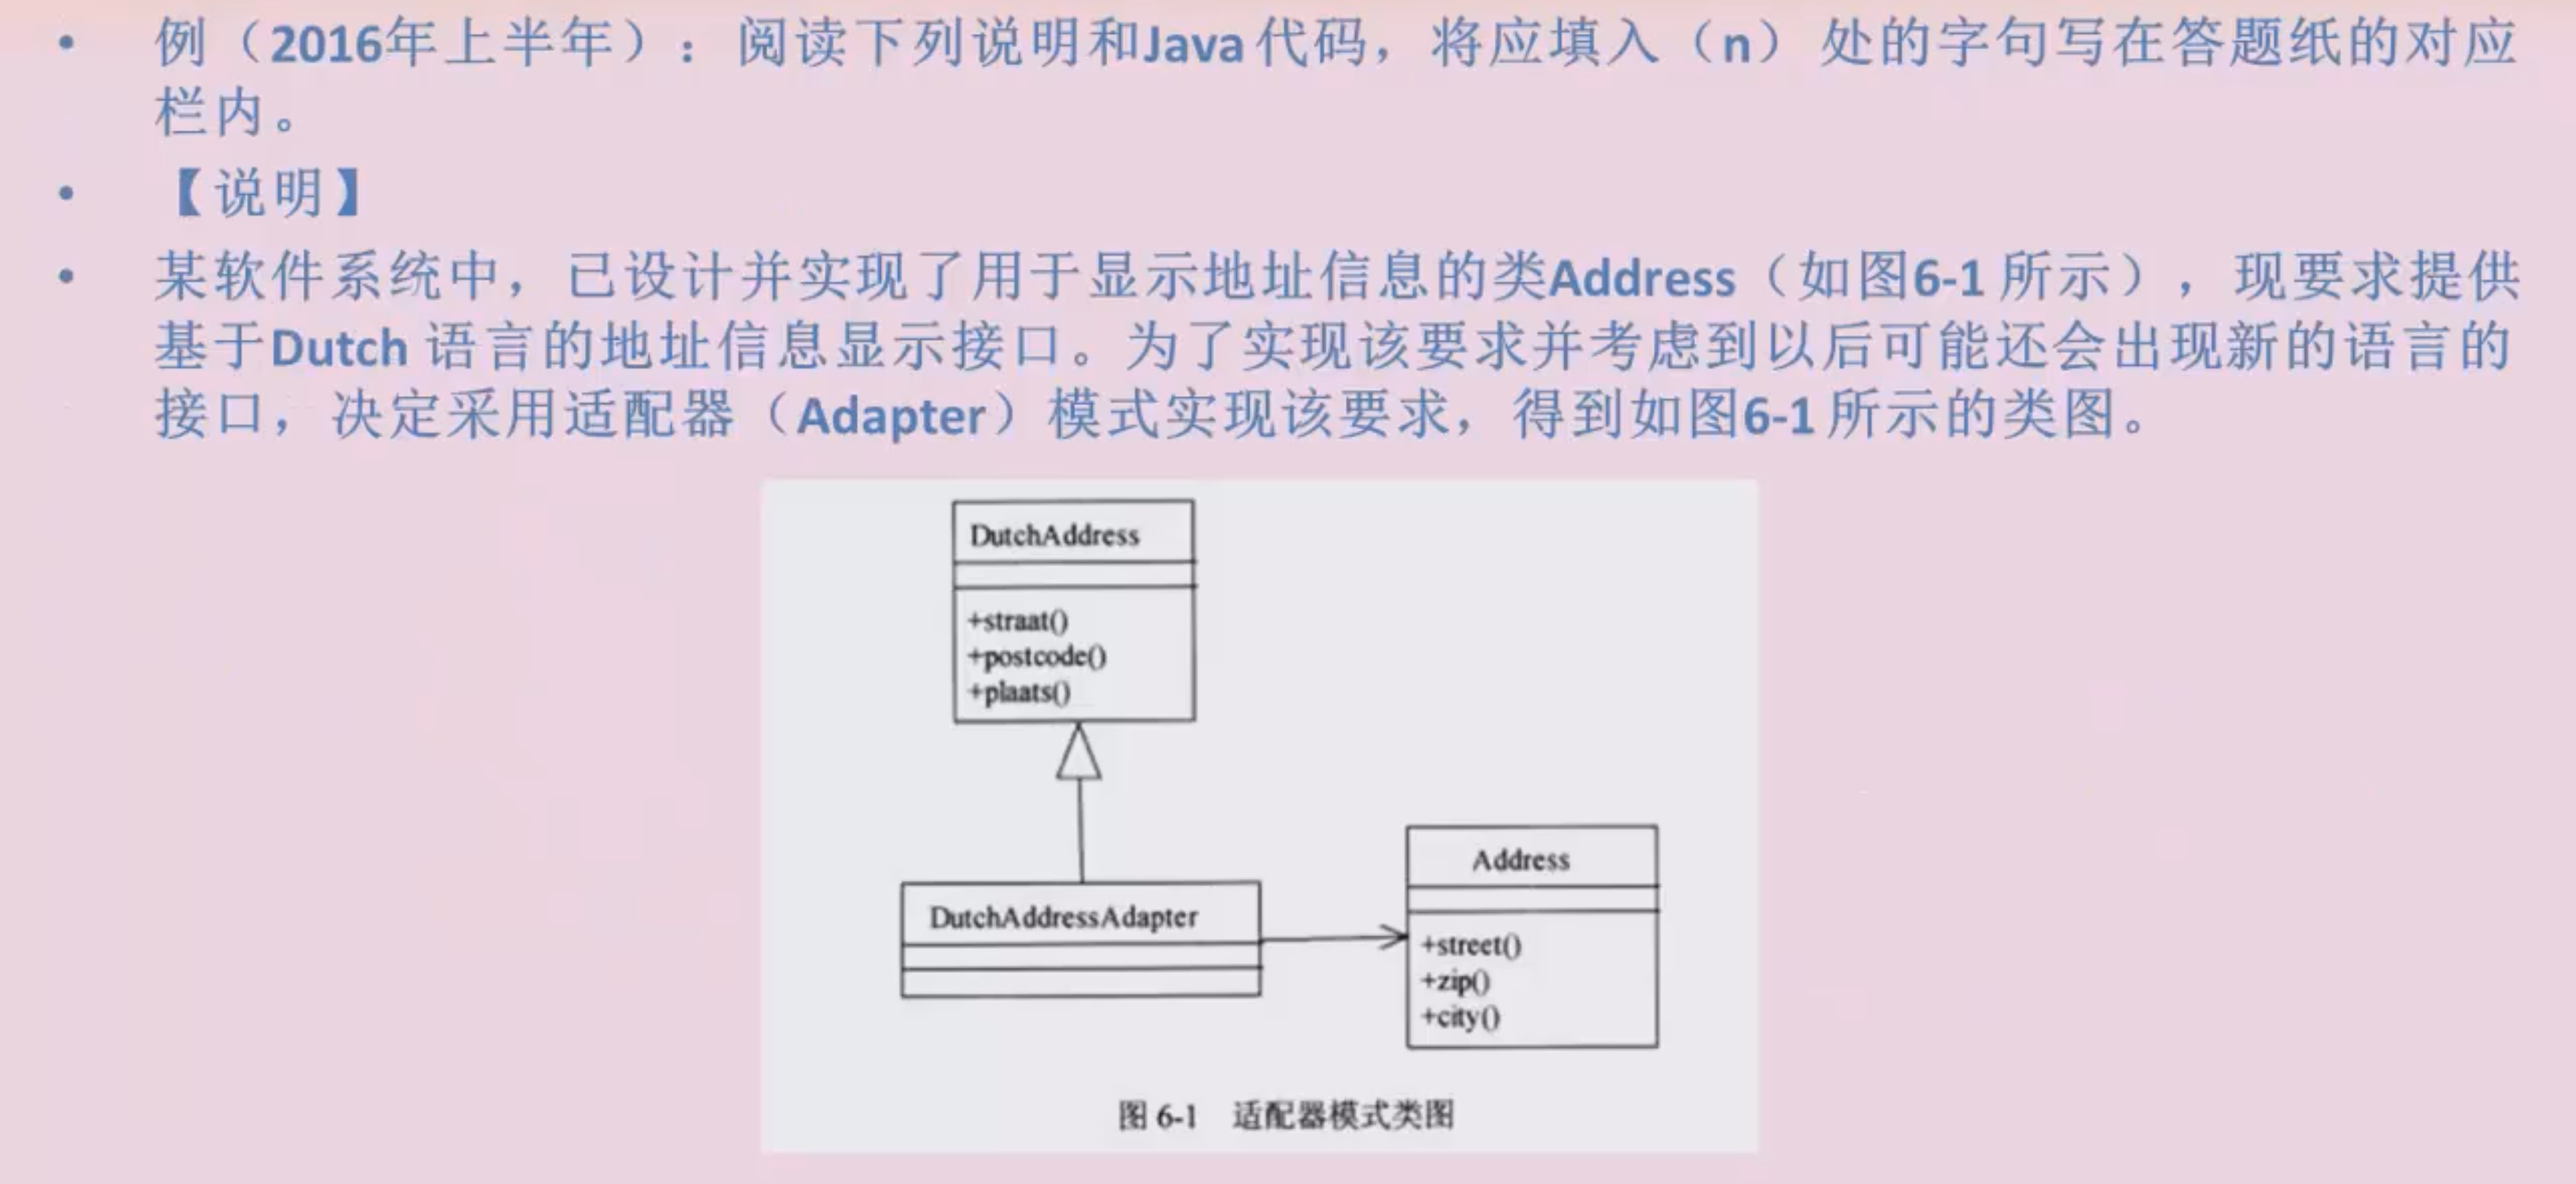 • 例（2016年上半年）：阅读下列说明和Java代码，将应填入（n）处的字句写在答题纸的对应
栏内。
• 【说明】
• 某软件系统中，已设计并实现了用于显示地址信息的类Address（如图6-1所示），现要求提供
基于Dutch 语言的地址信息显示接口。为了实现该要求并考虑到以后可能还会出现新的语言的
接口，决定采用适配器（Adapter）模式实现该要求，得到如图6-1所示的类图。
DutchAddress
+straat()
+postcode()
+plaats()
DutchAddressAdapter
Address
+street()
+zip()
+city()
图 6-1 适配器模式类图